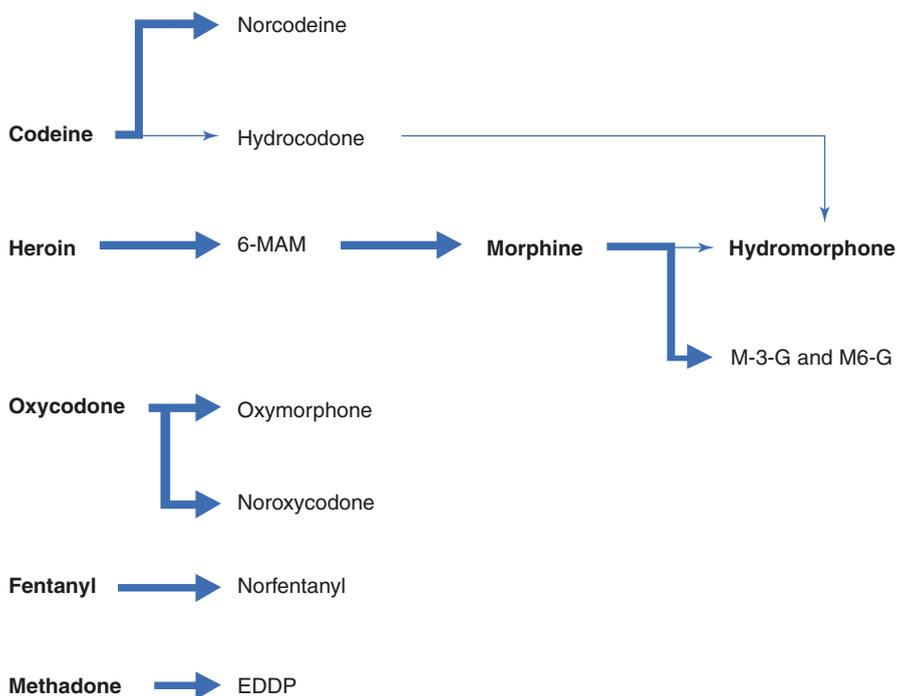 Norcodeine
Codeine
Hydrocodone
Heroin
6-MAM
Morphine
Hydromorphone
M-3-G and M6-G
Oxycodone
Oxymorphone
Noroxycodone
Fentanyl
Norfentanyl
Methadone
EDDP